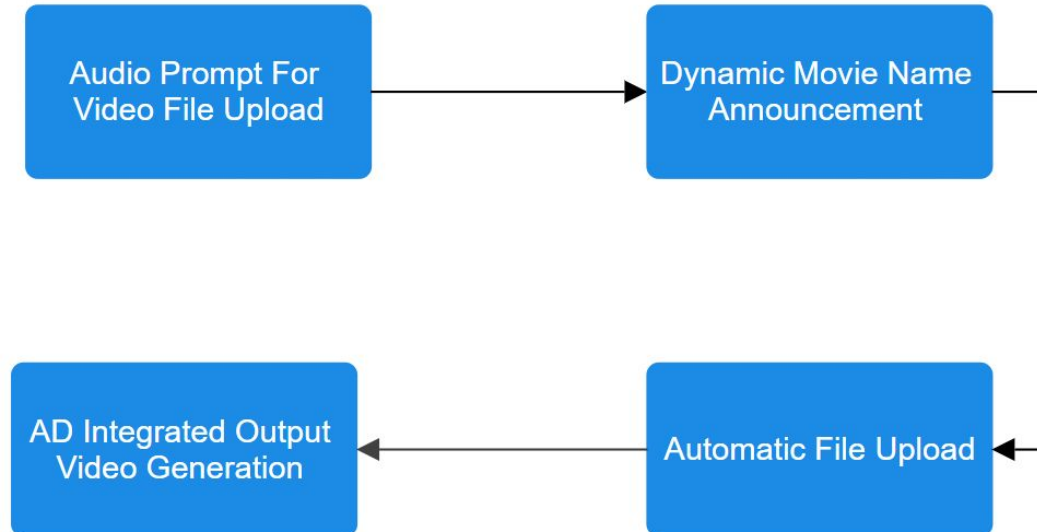 Audio Prompt For
Video File Upload
Dynamic Movie Name
Announcement
Automatic File Upload
AD Integrated Output
Video Generation